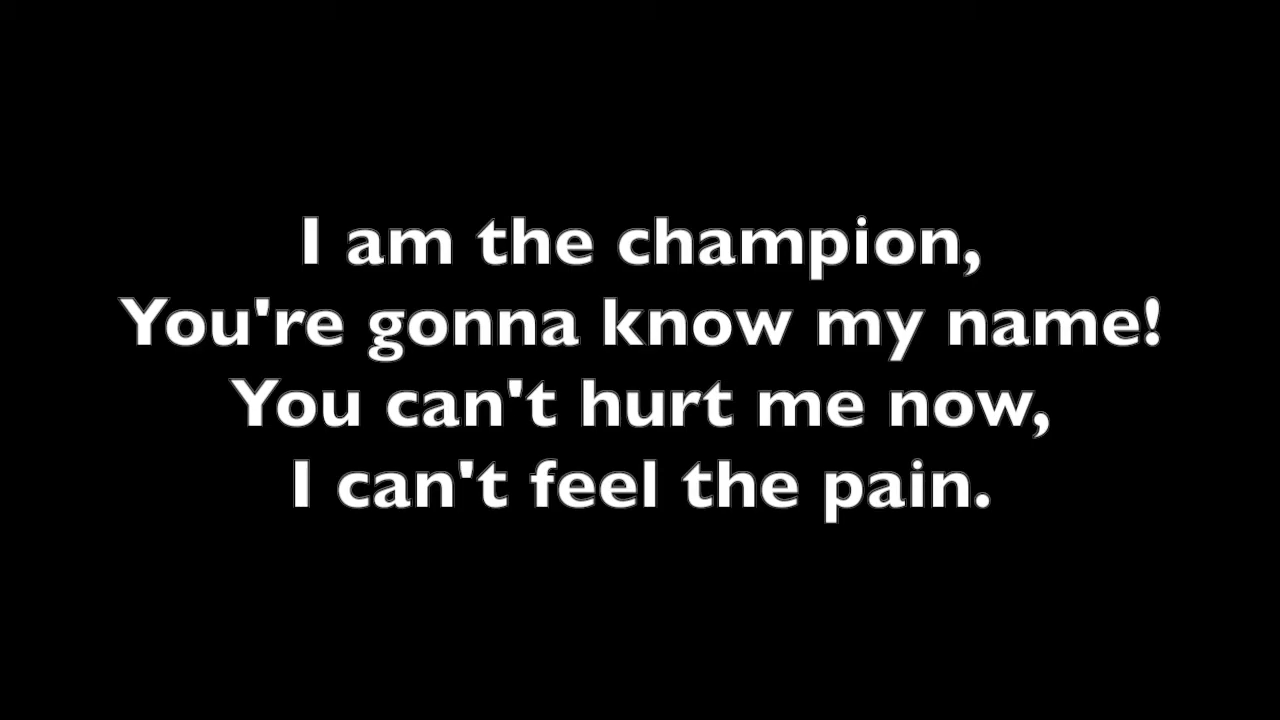 I am the champion,
You're gonna know my name!
You can't hurt me now,
I can't feel the pain.